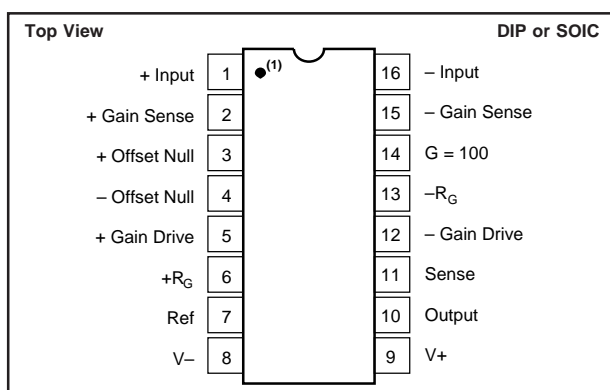 Top View DIP or SOIC
+ Input 1 (1) 16 – Input
+ Gain Sense 2 15 – Gain Sense
+ Offset Null 3 14 G = 100
– Offset Null 4 13 –RG
+ Gain Drive 5 12 – Gain Drive
+RG 6 11 Sense
Ref 7 10 Output
V– 8 9 V+